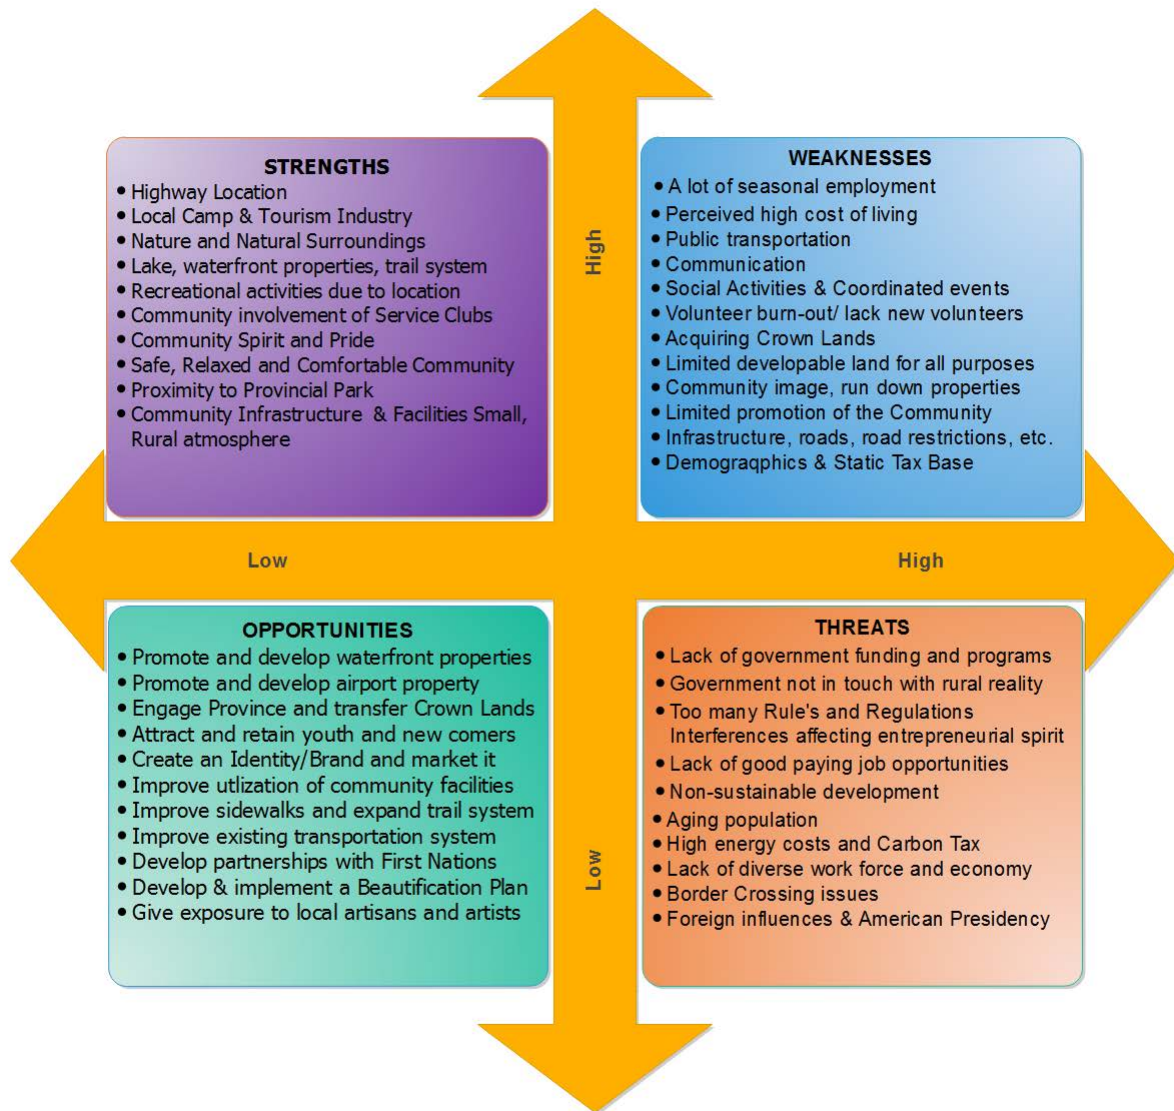 STRENGTHS
• Highway Location
• Local Camp & Tourism Industry
• Nature and Natural Surroundings
• Lake, waterfront properties, trail system
• Recreational activities due to location
• Community involvement of Service Clubs
• Community Spirit and Pride
• Safe, Relaxed and Comfortable Community
• Proximity to Provincial Park
• Community Infrastructure & Facilities Small,
Rural atmosphere
High
WEAKNESSES
• A lot of seasonal employment
• Perceived high cost of living
• Public transportation
• Communication
• Social Activities & Coordinated events
• Volunteer burn-out/ lack new volunteers
• Acquiring Crown Lands
• Limited developable land for all purposes
• Community image, run down properties
• Limited promotion of the Community
• Infrastructure, roads, road restrictions, etc.
• Demograqphics & Static Tax Base
Low
High
OPPORTUNITIES
• Promote and develop waterfront properties
• Promote and develop airport property
• Engage Province and transfer Crown Lands
• Attract and retain youth and new comers
• Create an Identity/Brand and market it
• Improve utlization of community facilities
• Improve sidewalks and expand trail system
• Improve existing transportation system
• Develop partnerships with First Nations
• Develop & implement a Beautification Plan
• Give exposure to local artisans and artists
Low
THREATS
• Lack of government funding and programs
• Government not in touch with rural reality
• Too many Rule's and Regulations
Interferences affecting entrepreneurial spirit
• Lack of good paying job opportunities
• Non-sustainable development
• Aging population
• High energy costs and Carbon Tax
• Lack of diverse work force and economy
• Border Crossing issues
• Foreign influences & American Presidency